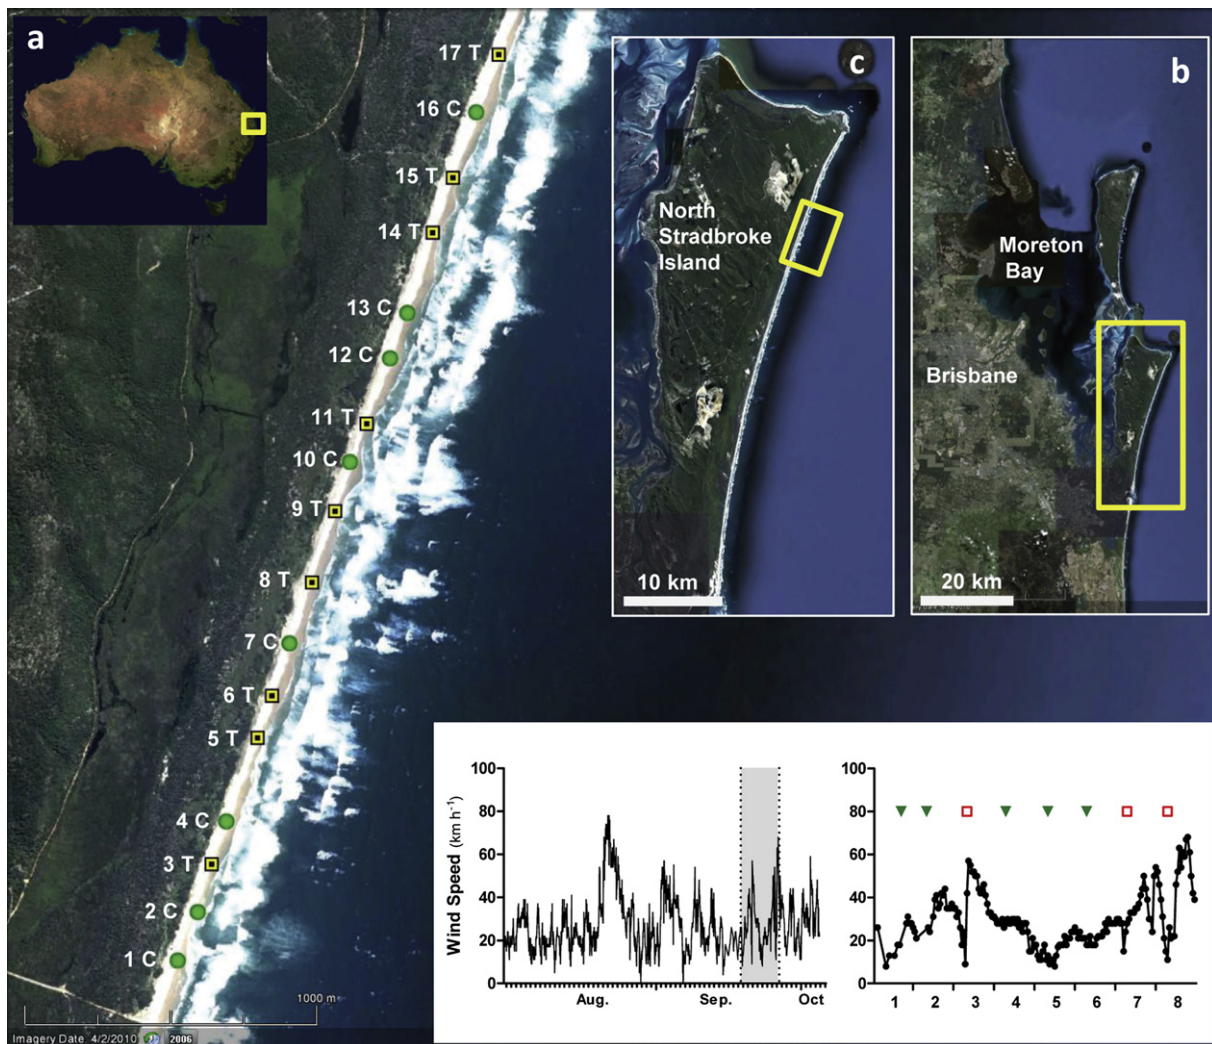 a
17 T
16 C
15 T
14 T
13 C
12 C
11 T
10 C
9 T
8 T
7 C
6 T
5 T
4 C
3 T
2 C
1 C
1000 m
Imagery Date: 4/2/2010
2006
c
North
Stradbroke
Island
10 km
b
Moreton
Bay
Brisbane
20 km
Wind Speed (km h⁻¹)
100
80
60
40
20
0
Aug.
Sep.
Oct
100
80
60
40
20
0
1 2 3 4 5 6 7 8